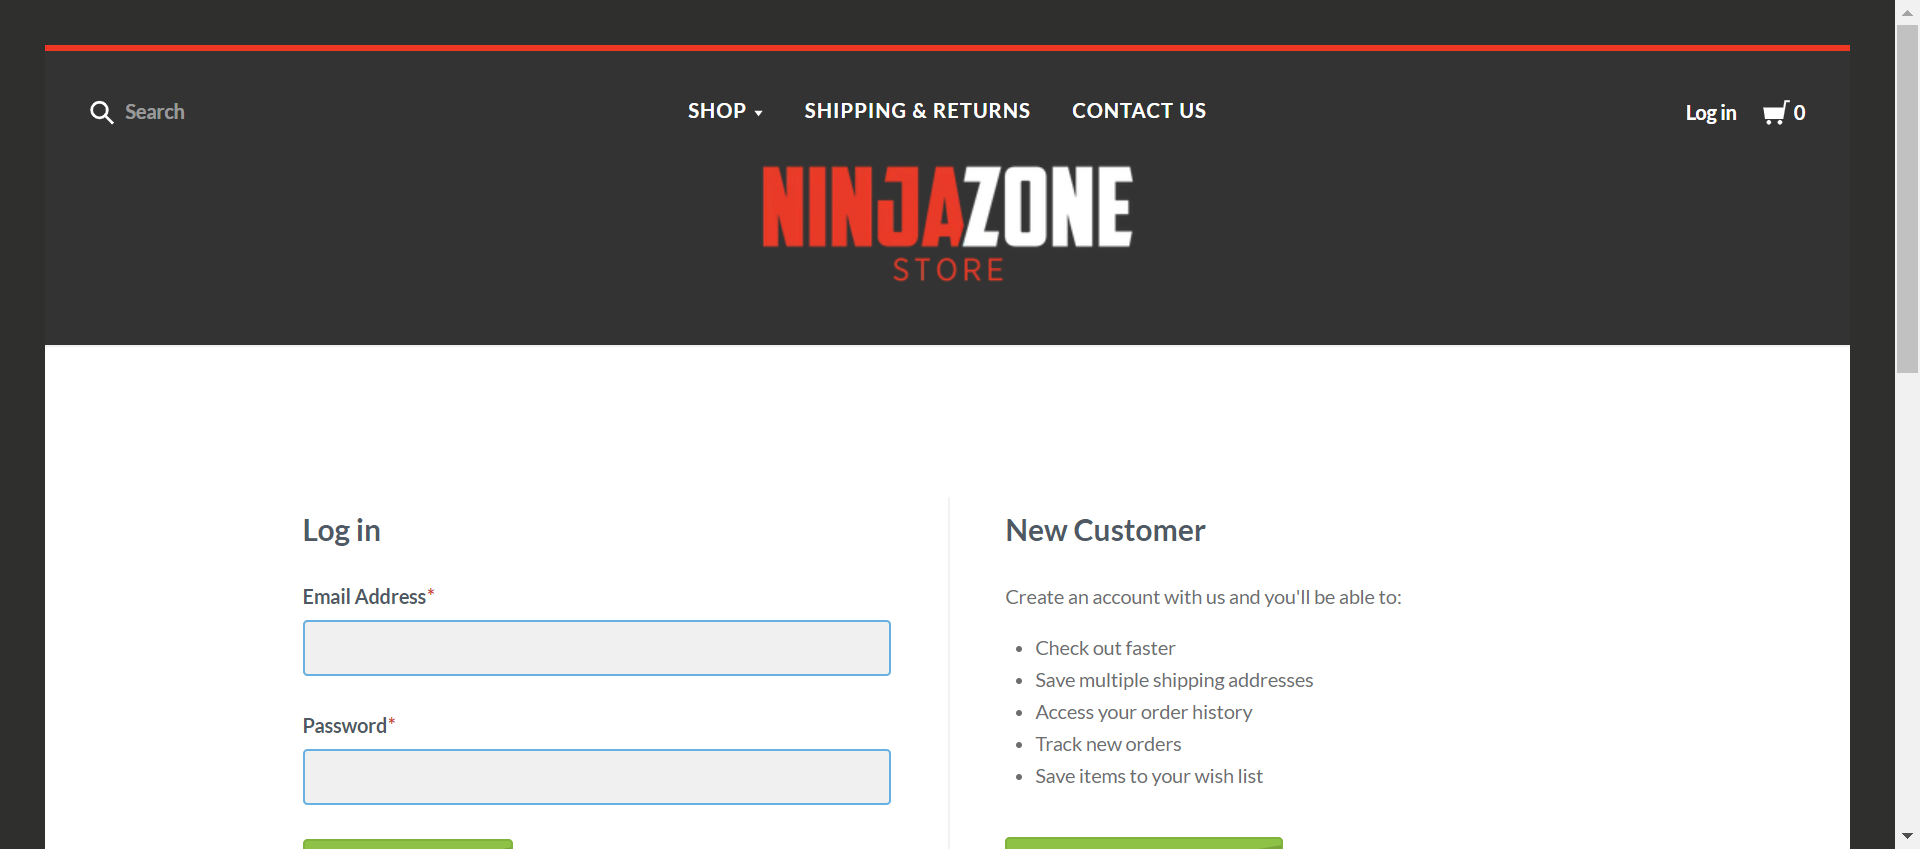 Search
SHOP
SHIPPING & RETURNS
CONTACT US
Log in
0
NINJAZONE
STORE
Log in
Email Address*
Password*
New Customer
Create an account with us and you'll be able to:
• Check out faster
• Save multiple shipping addresses
• Access your order history
• Track new orders
• Save items to your wish list